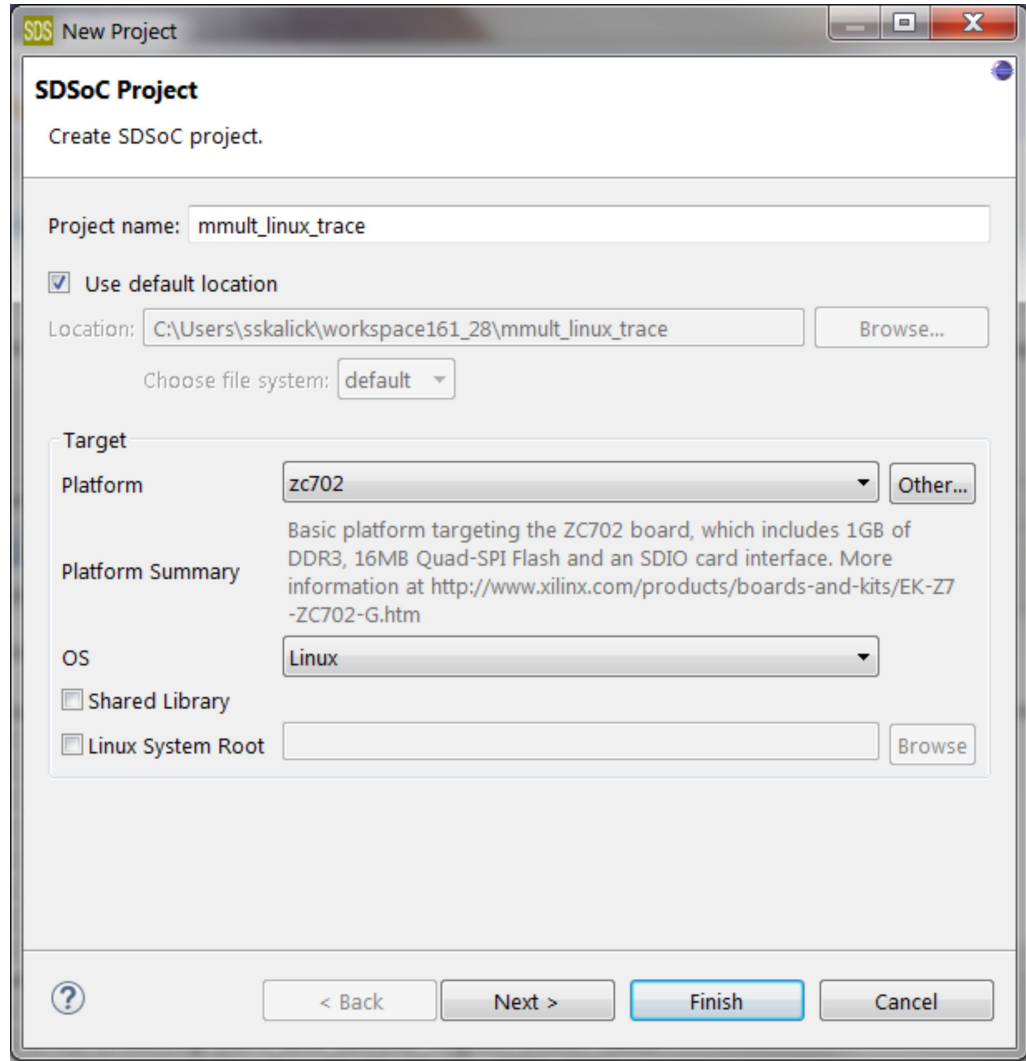 SDS New Project
SDSoC Project
Create SDSoC project.
Project name: mmult_linux_trace
Use default location
Location: C:\Users\sskalick\workspace161_28\mmult_linux_trace Browse...
Choose file system: default
Target
Platform zc702 Other...
Platform Summary
Basic platform targeting the ZC702 board, which includes 1GB of
DDR3, 16MB Quad-SPI Flash and an SDIO card interface. More
information at http://www.xilinx.com/products/boards-and-kits/EK-Z7
-ZC702-G.htm
OS Linux
Shared Library
Linux System Root Browse
? < Back Next > Finish Cancel